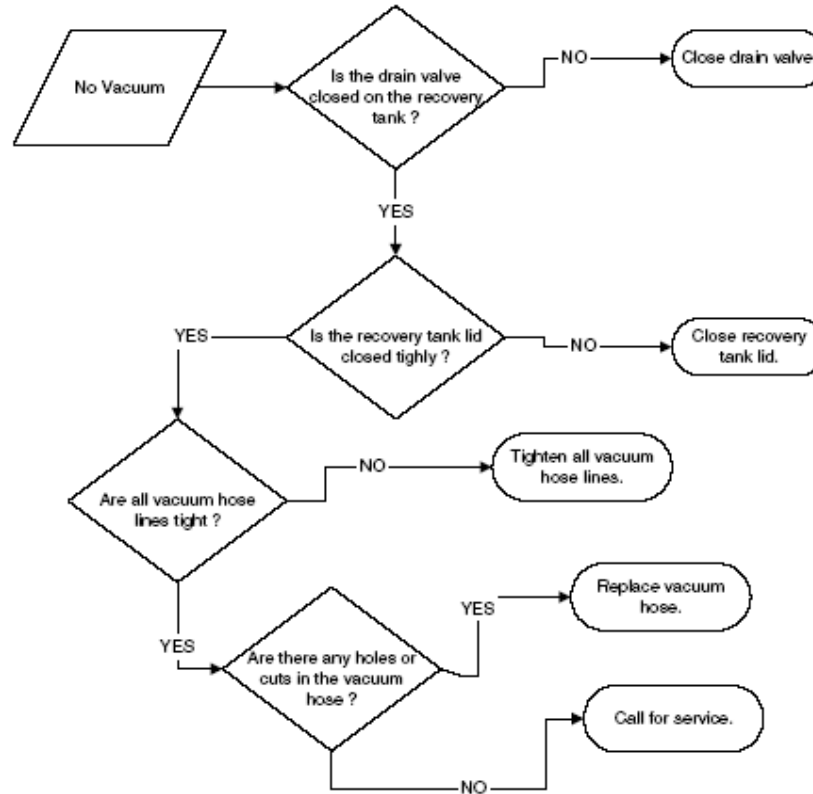 No Vacuum
Is the drain valve
closed on the recovery
tank ?
NO
Close drain valve
YES
Is the recovery tank lid
closed tighly ?
YES
NO
Close recovery
tank lid.
Are all vacuum hose
lines tight ?
NO
Tighten all vacuum
hose lines.
YES
Are there any holes or
cuts in the vacuum
hose ?
YES
Replace vacuum
hose.
NO
Call for service.